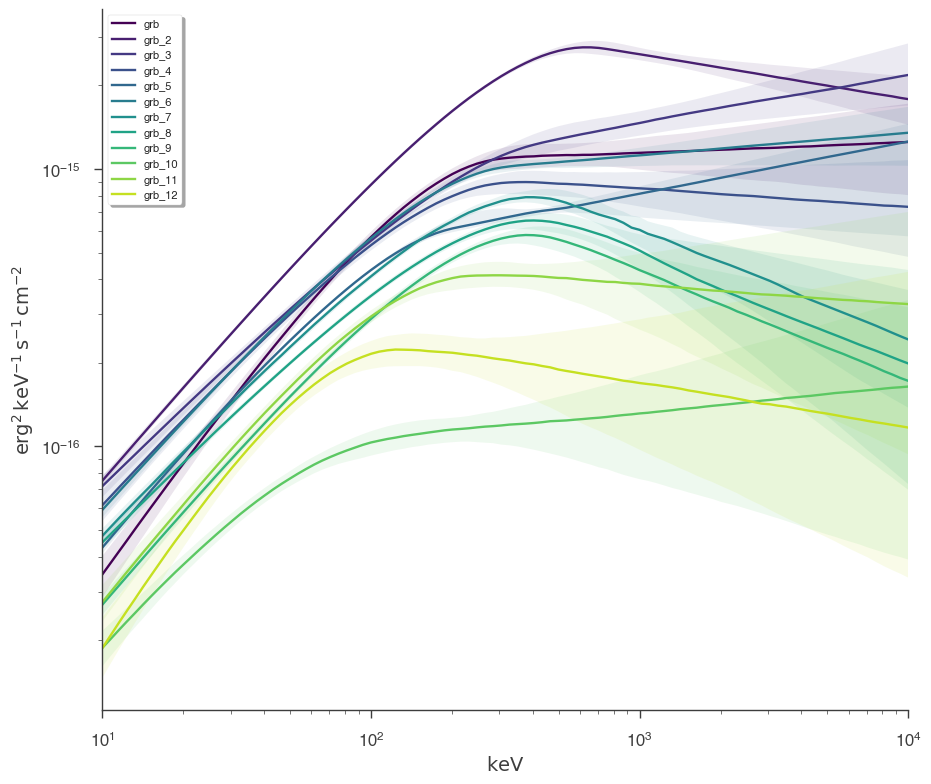 grb
grb_2
grb_3
grb_4
grb_5
grb_6
grb_7
grb_8
grb_9
grb_10
grb_11
grb_12
10⁻¹⁵
10⁻¹⁶
erg² keV⁻¹ s⁻¹ cm⁻²
10¹ 10² 10³ 10⁴
keV